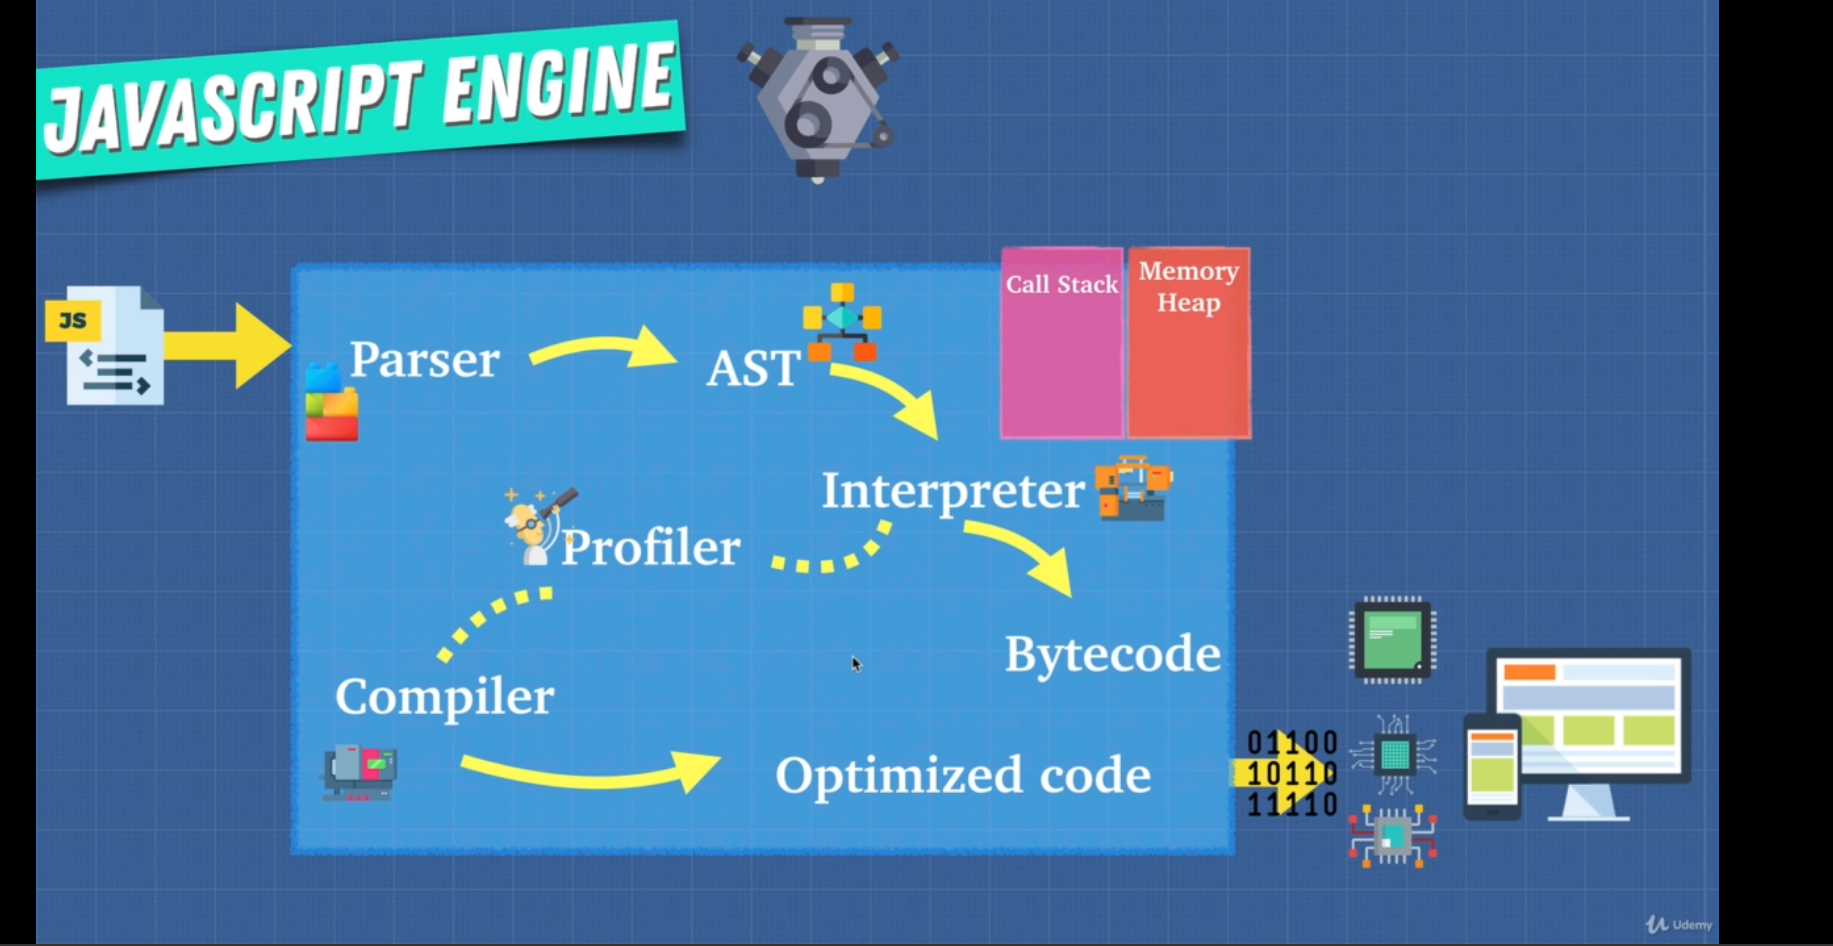 JAVASCRIPT ENGINE
JS
Parser
AST
Call Stack
Memory
Heap
Interpreter
Profiler
Bytecode
Compiler
Optimized code
01100
10110
11110
Udemy